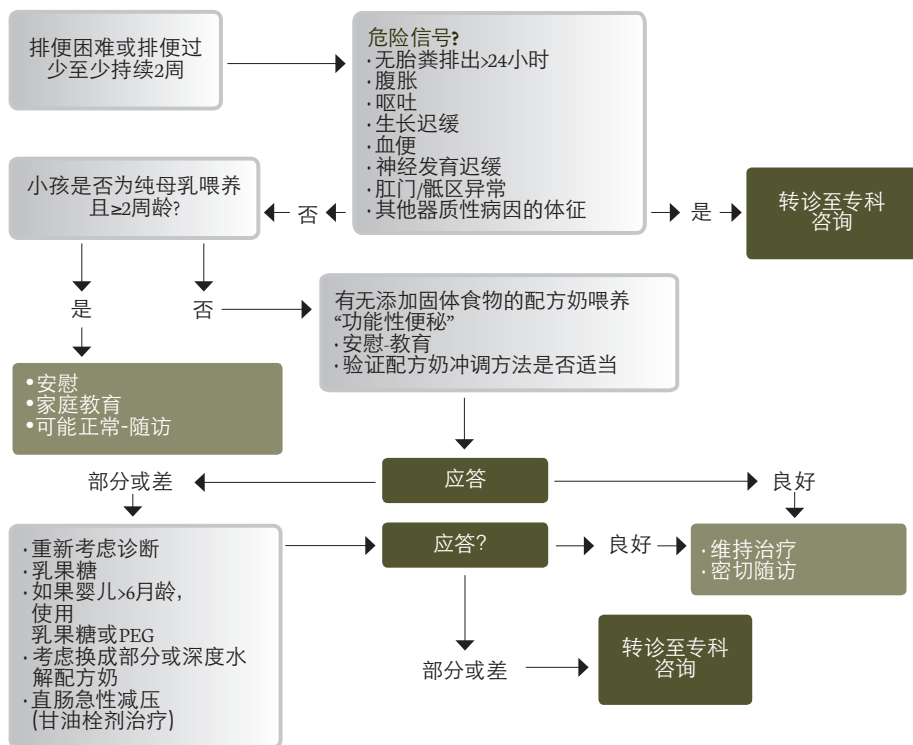 排便困难或排便过
少至少持续2周
危险信号?
·无胎粪排出>24小时
·腹胀
·呕吐
·生长迟缓
·血便
·神经发育迟缓
·肛门/骶区异常
·其他器质性病因的体征
小孩是否为纯母乳喂养
且≥2周龄?
否
是
转诊至专科
咨询
是
否
有无添加固体食物的配方奶喂养
“功能性便秘”
·安慰-教育
·验证配方奶冲调方法是否适当
•安慰
•家庭教育
•可能正常-随访
部分或差
应答
良好
·重新考虑诊断
·乳果糖
·如果婴儿>6月龄，
使用
乳果糖或PEG
·考虑换成部分或深度水
解配方奶
·直肠急性减压
(甘油栓剂治疗)
应答?
良好
·维持治疗
·密切随访
部分或差
转诊至专科
咨询